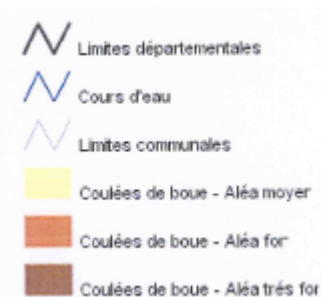 Limites départementales
Cours d'eau
Limites communales
Coulées de boue - Aléa moyen
Coulées de boue - Aléa for
Coulées de boue - Aléa trés for